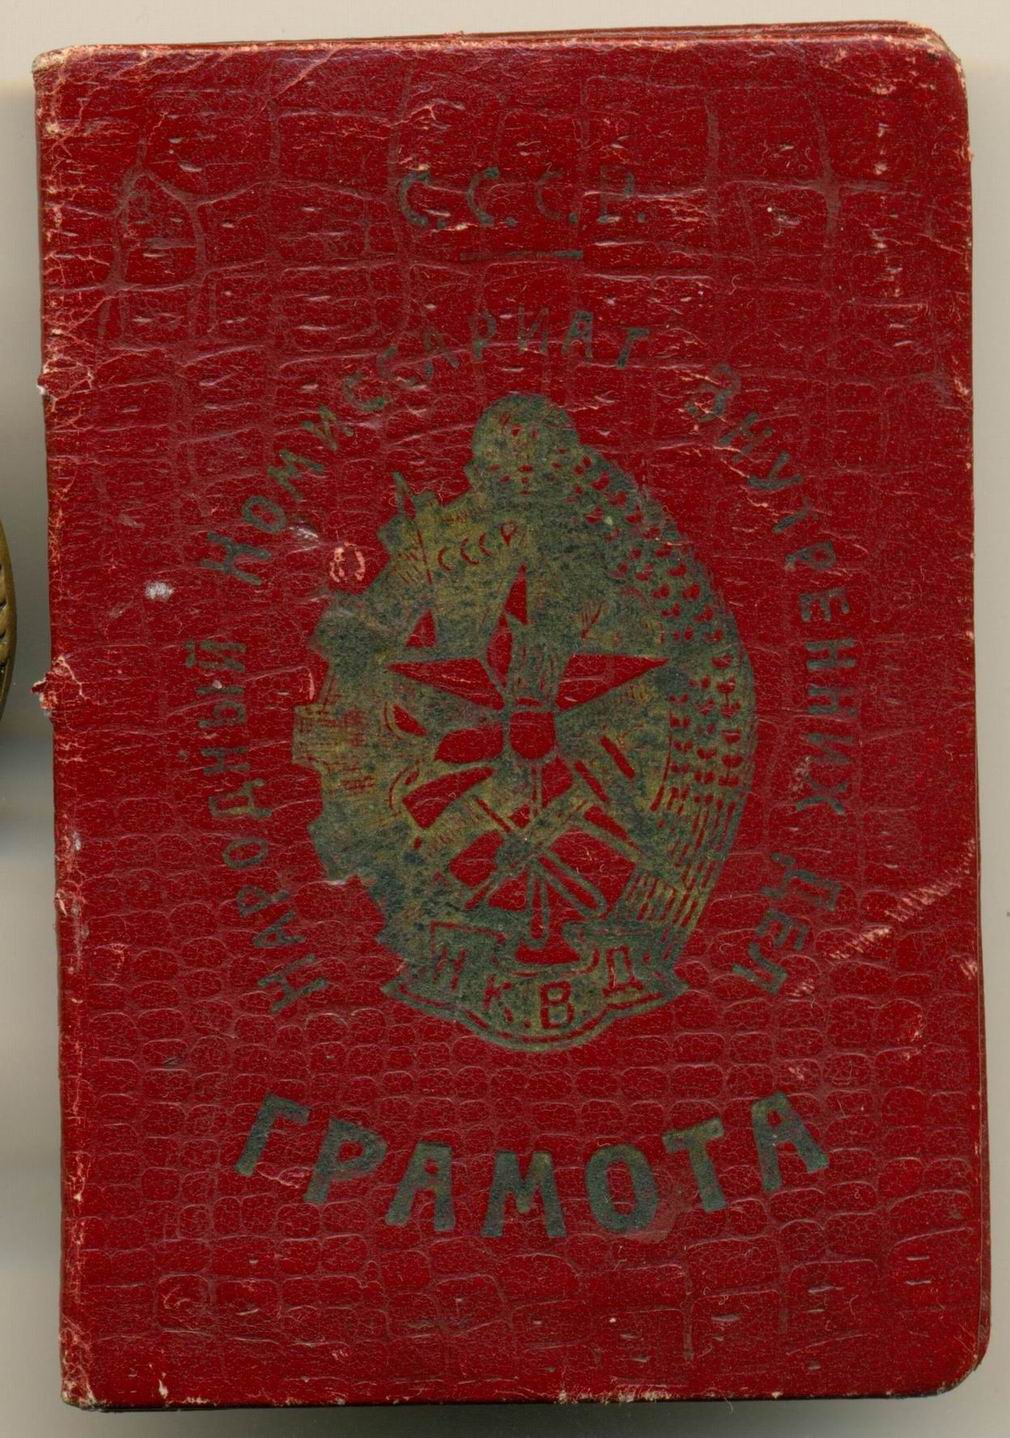 С.С.С.Р.
НАРОДНЫЙ КОМИССАРИАТ ВНУТРЕННИХ ДЕЛ
СССР
Н.К.В.Д.
ГРАМОТА